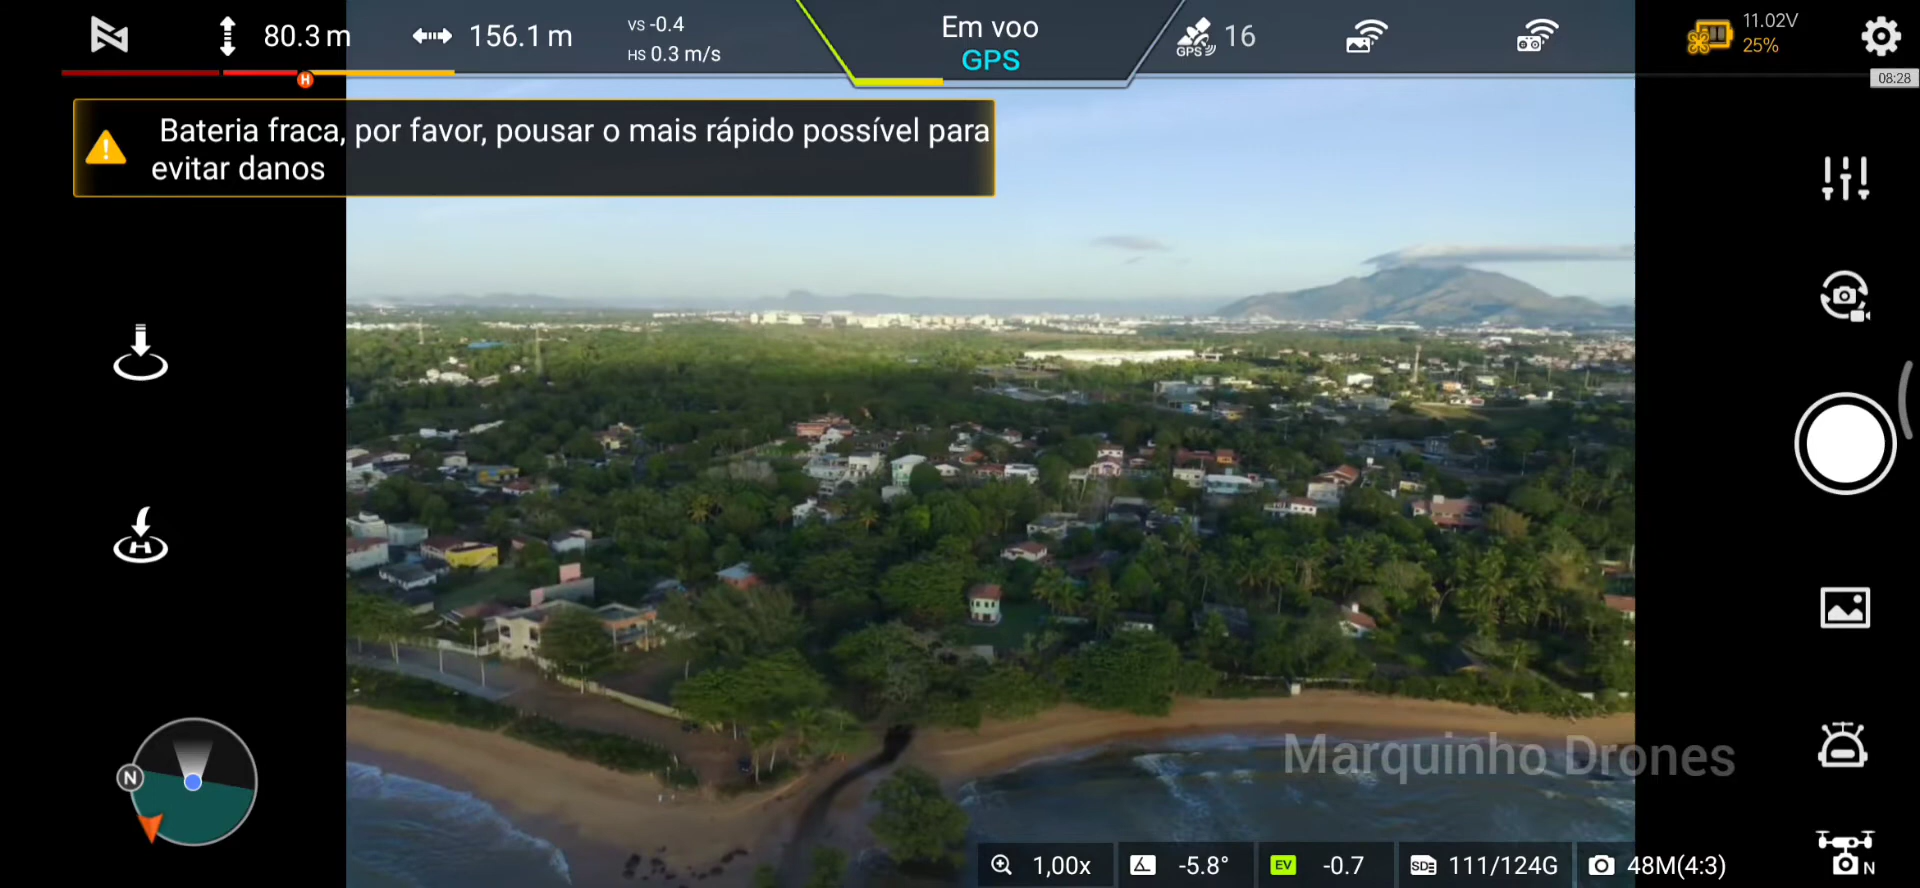 80.3 m
156.1 m
VS -0.4
HS 0.3 m/s
Em voo
GPS
GPS
16
11.02V
25%
08:28
H
Bateria fraca, por favor, pousar o mais rápido possível para
evitar danos
H
N
Marquinho Drones
1,00x
-5.8°
EV
-0.7
SD
111/124G
48M(4:3)
N